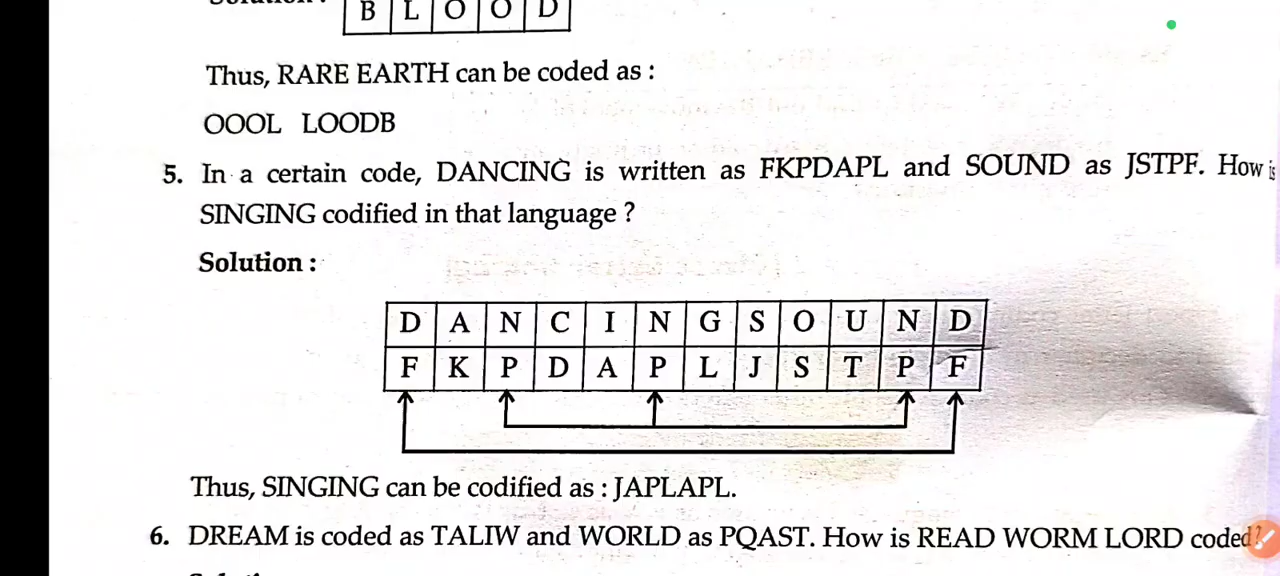 B L O O D
Thus, RARE EARTH can be coded as :
OOOL LOODB
5. In a certain code, DANCING is written as FKPDAPL and SOUND as JSTPF. How is
SINGING codified in that language ?
Solution :
D A N C I N G S O U N D
F K P D A P L J S T P F
Thus, SINGING can be codified as : JAPLAPL.
6. DREAM is coded as TALIW and WORLD as PQAST. How is READ WORM LORD coded?